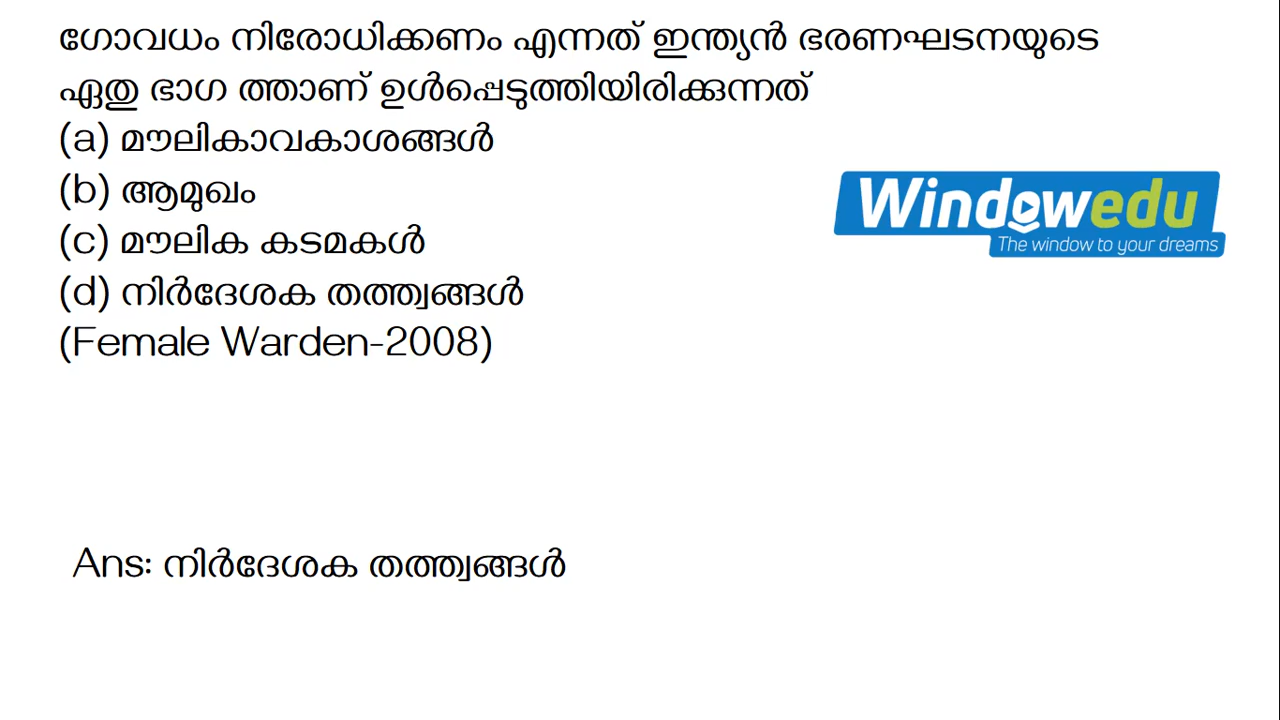 ഗോവധം നിരോധിക്കണം എന്നത് ഇന്ത്യൻ ഭരണഘടനയുടെ
ഏതു ഭാഗ ത്താണ് ഉൾപ്പെടുത്തിയിരിക്കുന്നത്
(a) മൗലികാവകാശങ്ങൾ
(b) ആമുഖം
Windowedu
(c) മൗലിക കടമകൾ
The window to your dreams
(d) നിർദേശക തത്ത്വങ്ങൾ
(Female Warden-2008)
Ans: നിർദേശക തത്ത്വങ്ങൾ